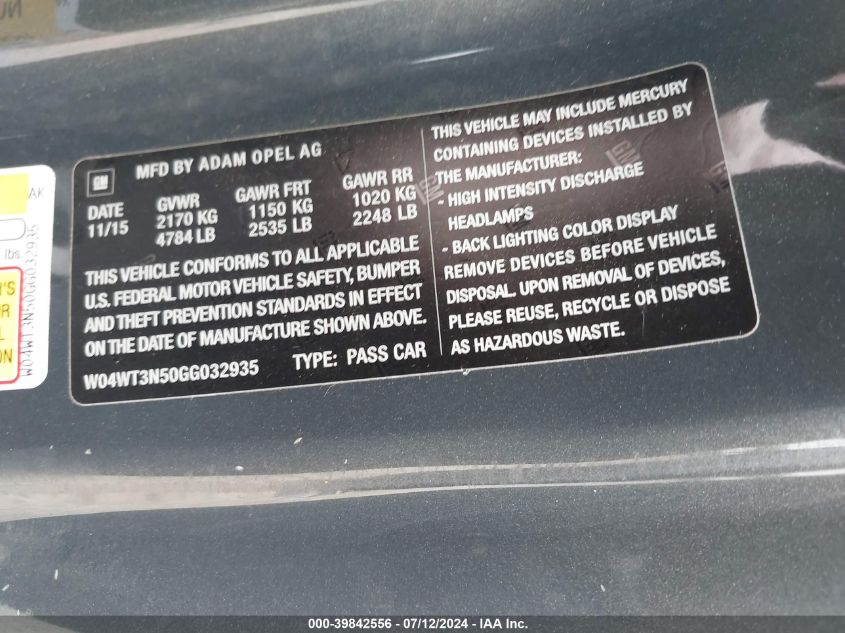 GM
MFD BY ADAM OPEL AG
DATE GVWR GAWR FRT GAWR RR
11/15 2170 KG 1150 KG 1020 KG
4784 LB 2535 LB 2248 LB
THIS VEHICLE CONFORMS TO ALL APPLICABLE
U.S. FEDERAL MOTOR VEHICLE SAFETY, BUMPER
AND THEFT PREVENTION STANDARDS IN EFFECT
ON THE DATE OF MANUFACTURE SHOWN ABOVE.
W04WT3N50GG032935 TYPE: PASS CAR
THIS VEHICLE MAY INCLUDE MERCURY
CONTAINING DEVICES INSTALLED BY
THE MANUFACTURER:
- HIGH INTENSITY DISCHARGE
HEADLAMPS
- BACK LIGHTING COLOR DISPLAY
REMOVE DEVICES BEFORE VEHICLE
DISPOSAL. UPON REMOVAL OF DEVICES,
PLEASE REUSE, RECYCLE OR DISPOSE
AS HAZARDOUS WASTE.
AK
lbs
W04WT3N50GG032935
000-39842556 - 07/12/2024 - IAA Inc.